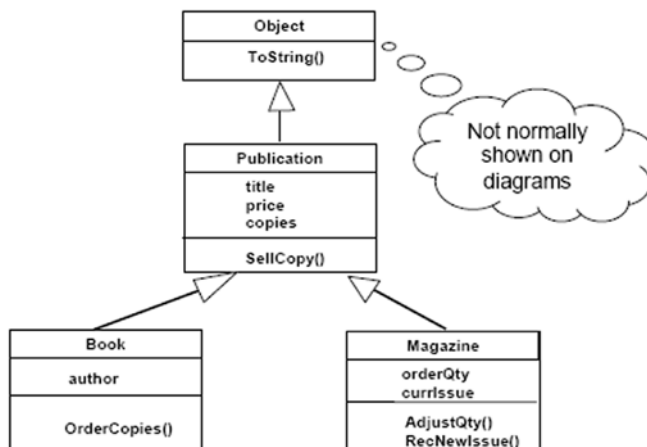 Object
ToString()
Not normally
shown on
diagrams
Publication
title
price
copies
SellCopy()
Book
author
OrderCopies()
Magazine
orderQty
currIssue
AdjustQty()
RecNewIssue()